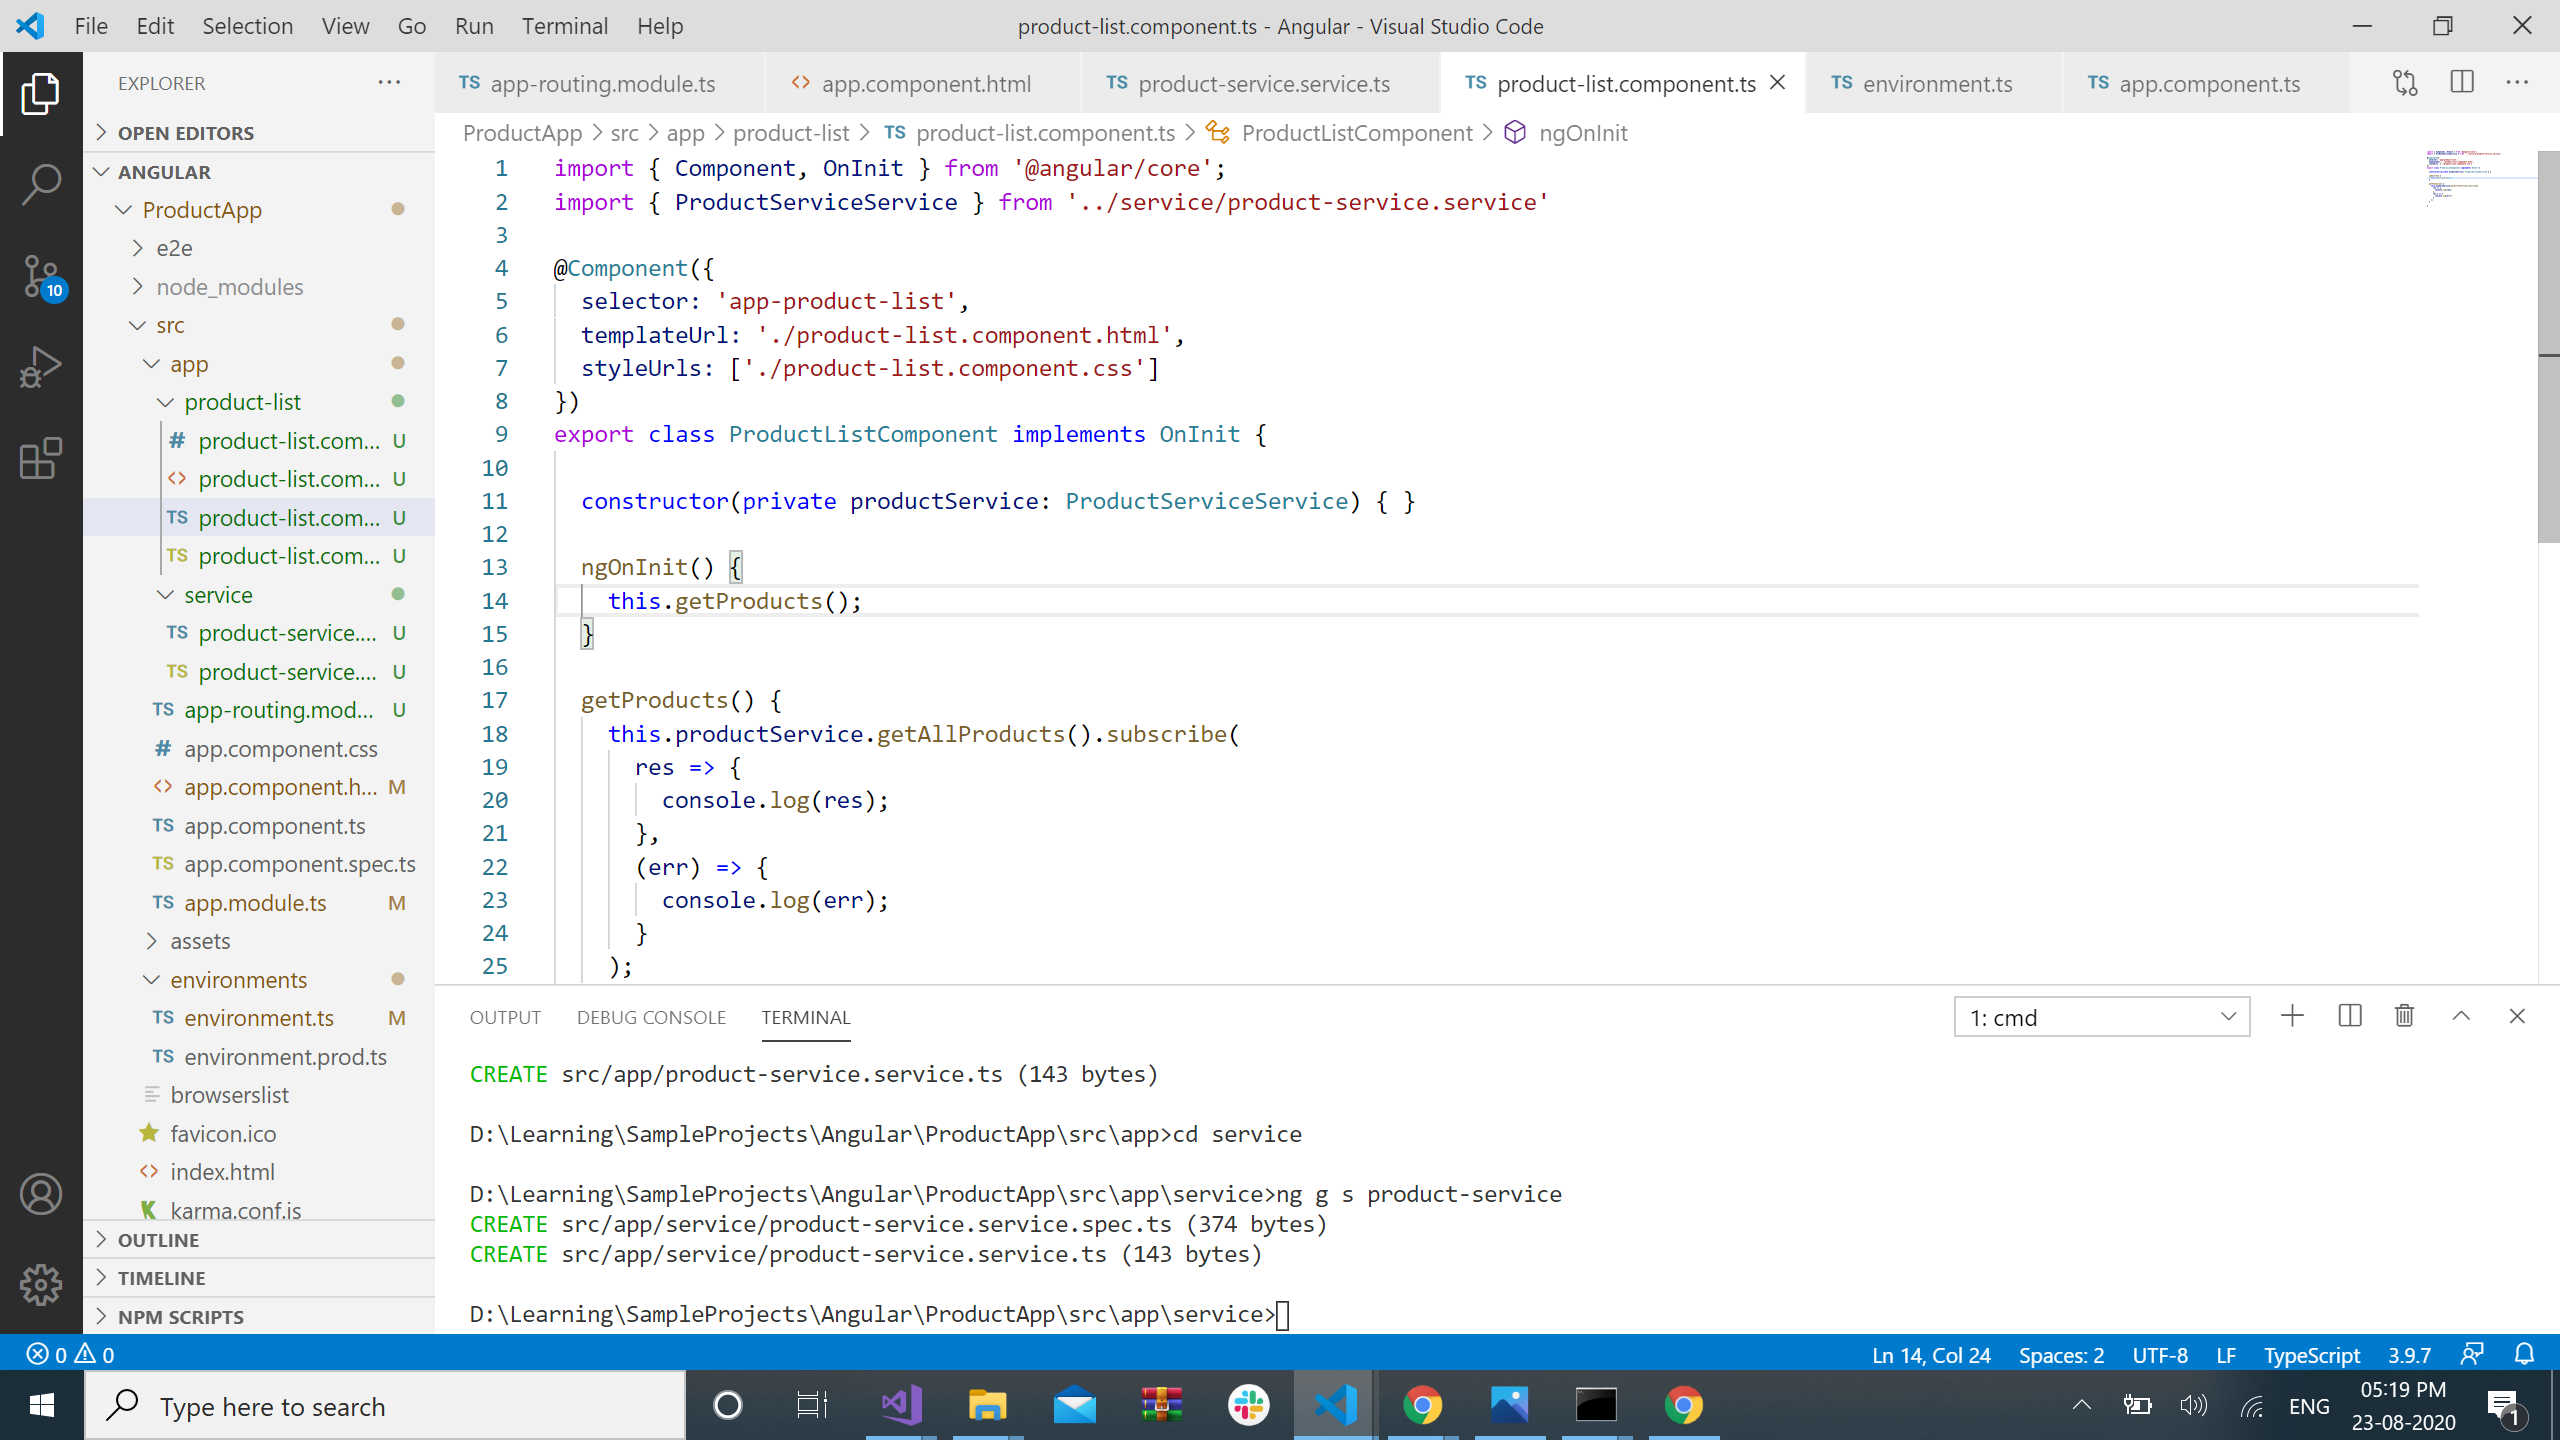 File Edit Selection View Go Run Terminal Help
product-list.component.ts - Angular - Visual Studio Code
EXPLORER
OPEN EDITORS
ANGULAR
ProductApp
e2e
node_modules
src
app
product-list
# product-list.com... U
<> product-list.com... U
TS product-list.com... U
TS product-list.com... U
service
TS product-service.... U
TS product-service.... U
TS app-routing.mod... U
# app.component.css
<> app.component.h... M
TS app.component.ts
TS app.component.spec.ts
TS app.module.ts M
assets
environments
TS environment.ts M
TS environment.prod.ts
browserslist
favicon.ico
<> index.html
karma.conf.js
OUTLINE
TIMELINE
NPM SCRIPTS
10
TS app-routing.module.ts <> app.component.html TS product-service.service.ts TS product-list.component.ts TS environment.ts TS app.component.ts
ProductApp > src > app > product-list > TS product-list.component.ts > ProductListComponent > ngOnInit
1 import { Component, OnInit } from '@angular/core';
2 import { ProductServiceService } from '../service/product-service.service'
3
4 @Component({
5 selector: 'app-product-list',
6 templateUrl: './product-list.component.html',
7 styleUrls: ['./product-list.component.css']
8 })
9 export class ProductListComponent implements OnInit {
10
11 constructor(private productService: ProductServiceService) { }
12
13 ngOnInit() {
14 this.getProducts();
15 }
16
17 getProducts() {
18 this.productService.getAllProducts().subscribe(
19 res => {
20 console.log(res);
21 },
22 (err) => {
23 console.log(err);
24 }
25 );
OUTPUT DEBUG CONSOLE TERMINAL
1: cmd
CREATE src/app/product-service.service.ts (143 bytes)
D:\Learning\SampleProjects\Angular\ProductApp\src\app>cd service
D:\Learning\SampleProjects\Angular\ProductApp\src\app\service>ng g s product-service
CREATE src/app/service/product-service.service.spec.ts (374 bytes)
CREATE src/app/service/product-service.service.ts (143 bytes)
D:\Learning\SampleProjects\Angular\ProductApp\src\app\service>
0 0
Ln 14, Col 24 Spaces: 2 UTF-8 LF TypeScript 3.9.7
Type here to search
ENG
05:19 PM
23-08-2020
1